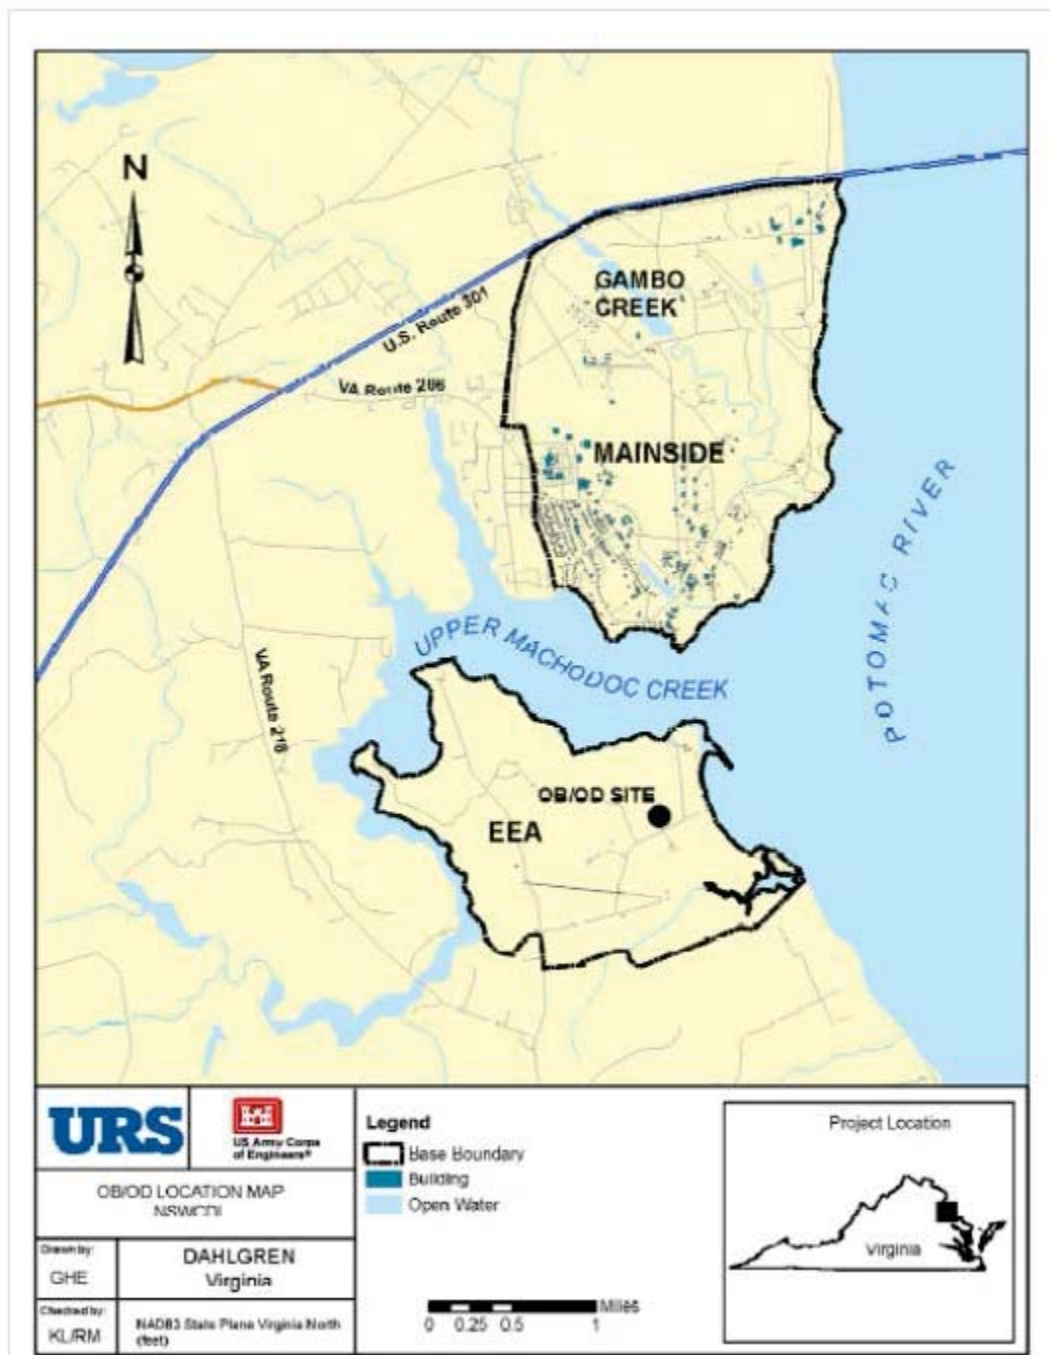 N
GAMBO
CREEK
U.S. Route 301
VA Route 206
MAINSIDE
POTOMAC RIVER
UPPER MACHODOC CREEK
VA Route 218
OB/OD SITE
EEA
URS
US Army Corps
of Engineers®
OB/OD LOCATION MAP
NSWCDL
Drawn by:
GHE
DAHLGREN
Virginia
Checked by:
KL/RM
NAD83 State Plane Virginia North
(feet)
Legend
Base Boundary
Building
Open Water
Miles
0 0.25 0.5 1
Project Location
Virginia